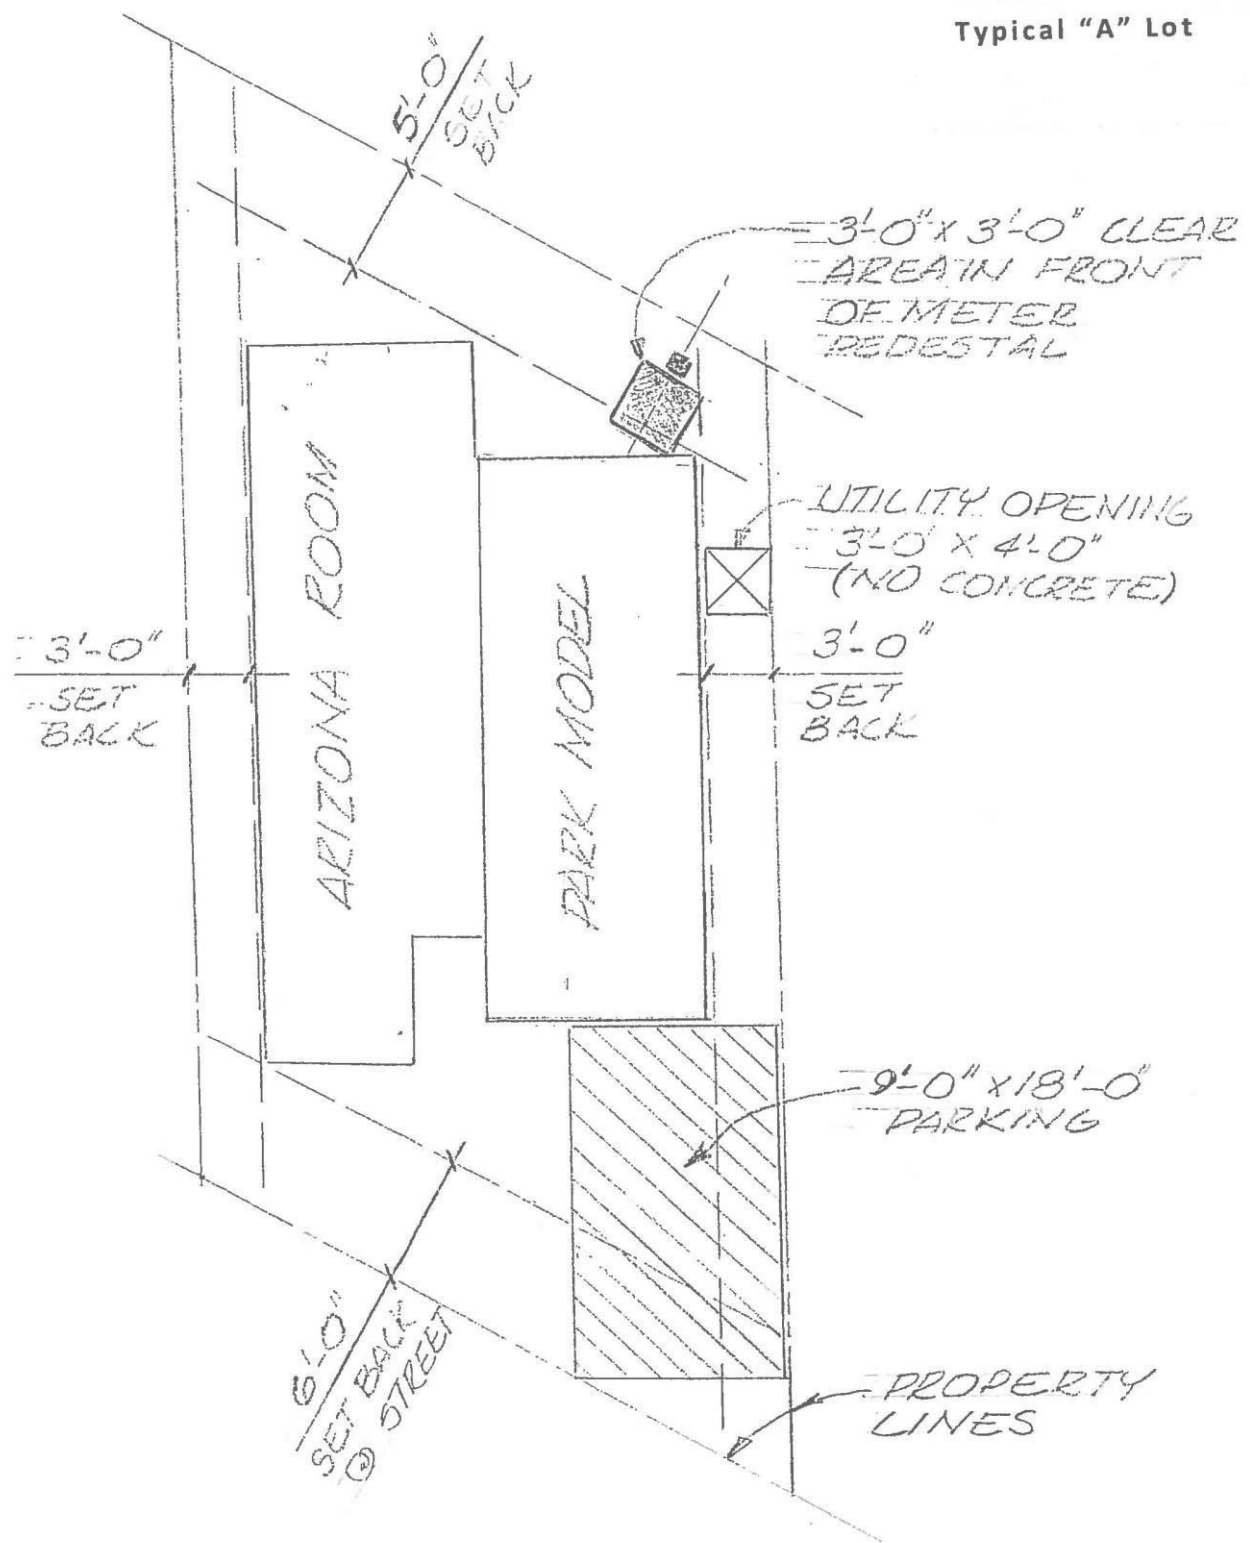 Typical "A" Lot
5'-0"
SET
BACK
3'-0" X 3'-0" CLEAR
AREA IN FRONT
OF METER
PEDESTAL
UTILITY OPENING
3'-0" X 4'-0"
(NO CONCRETE)
ARIZONA ROOM
PARK MODEL
3'-0"
SET
BACK
3'-0"
SET
BACK
9'-0" X 18'-0"
PARKING
6'-0"
SET BACK
@ STREET
PROPERTY
LINES